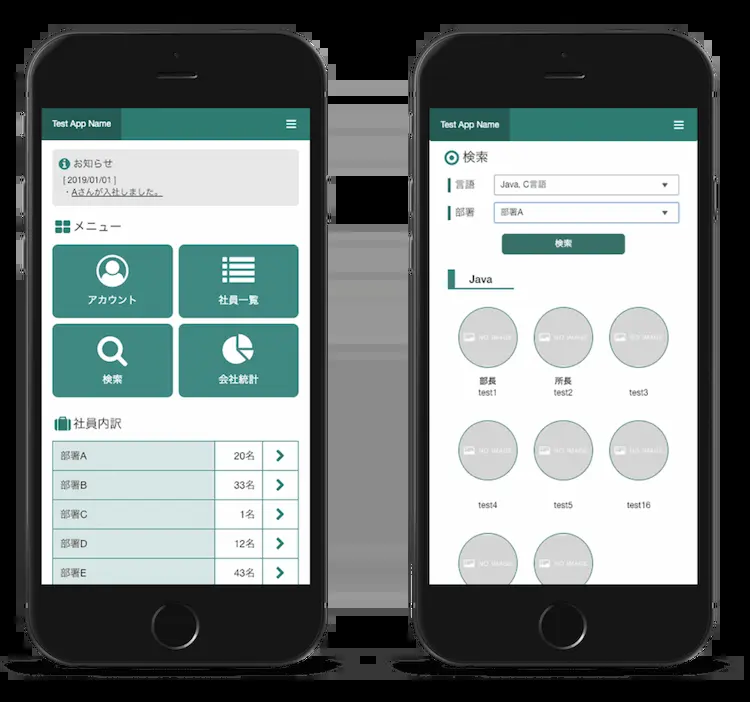 Test App Name
お知らせ
[ 2019/01/01 ]
・Aさんが入社しました。
メニュー
アカウント
社員一覧
検索
会社統計
社員内訳
部署A 20名
部署B 33名
部署C 1名
部署D 12名
部署E 43名
Test App Name
検索
言語 Java, C言語
部署 部署A
検索
Java
NO IMAGE NO IMAGE NO IMAGE
部長 所長
test1 test2 test3
NO IMAGE NO IMAGE NO IMAGE
test4 test5 test16
NO IMAGE NO IMAGE